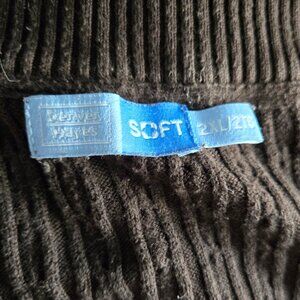 Denver
Hayes
SOFT
2XL/2TG